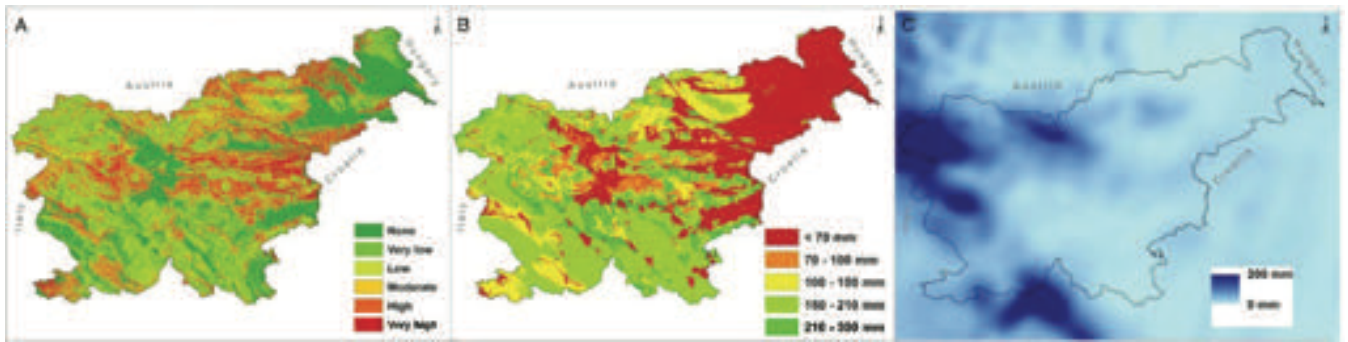 A
Austria
Hungary
Croatia
Italy
None
Very low
Low
Moderate
High
Very high
B
Austria
Hungary
Croatia
Italy
< 70 mm
70 - 100 mm
100 - 150 mm
150 - 210 mm
210 - 300 mm
C
Austria
Hungary
Croatia
200 mm
0 mm